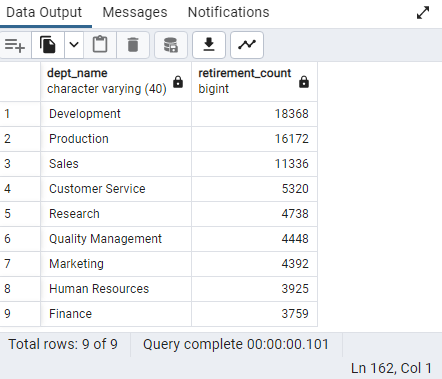 Data Output Messages Notifications
dept_name retirement_count
character varying (40) bigint
1 Development 18368
2 Production 16172
3 Sales 11336
4 Customer Service 5320
5 Research 4738
6 Quality Management 4448
7 Marketing 4392
8 Human Resources 3925
9 Finance 3759
Total rows: 9 of 9 Query complete 00:00:00.101
Ln 162, Col 1